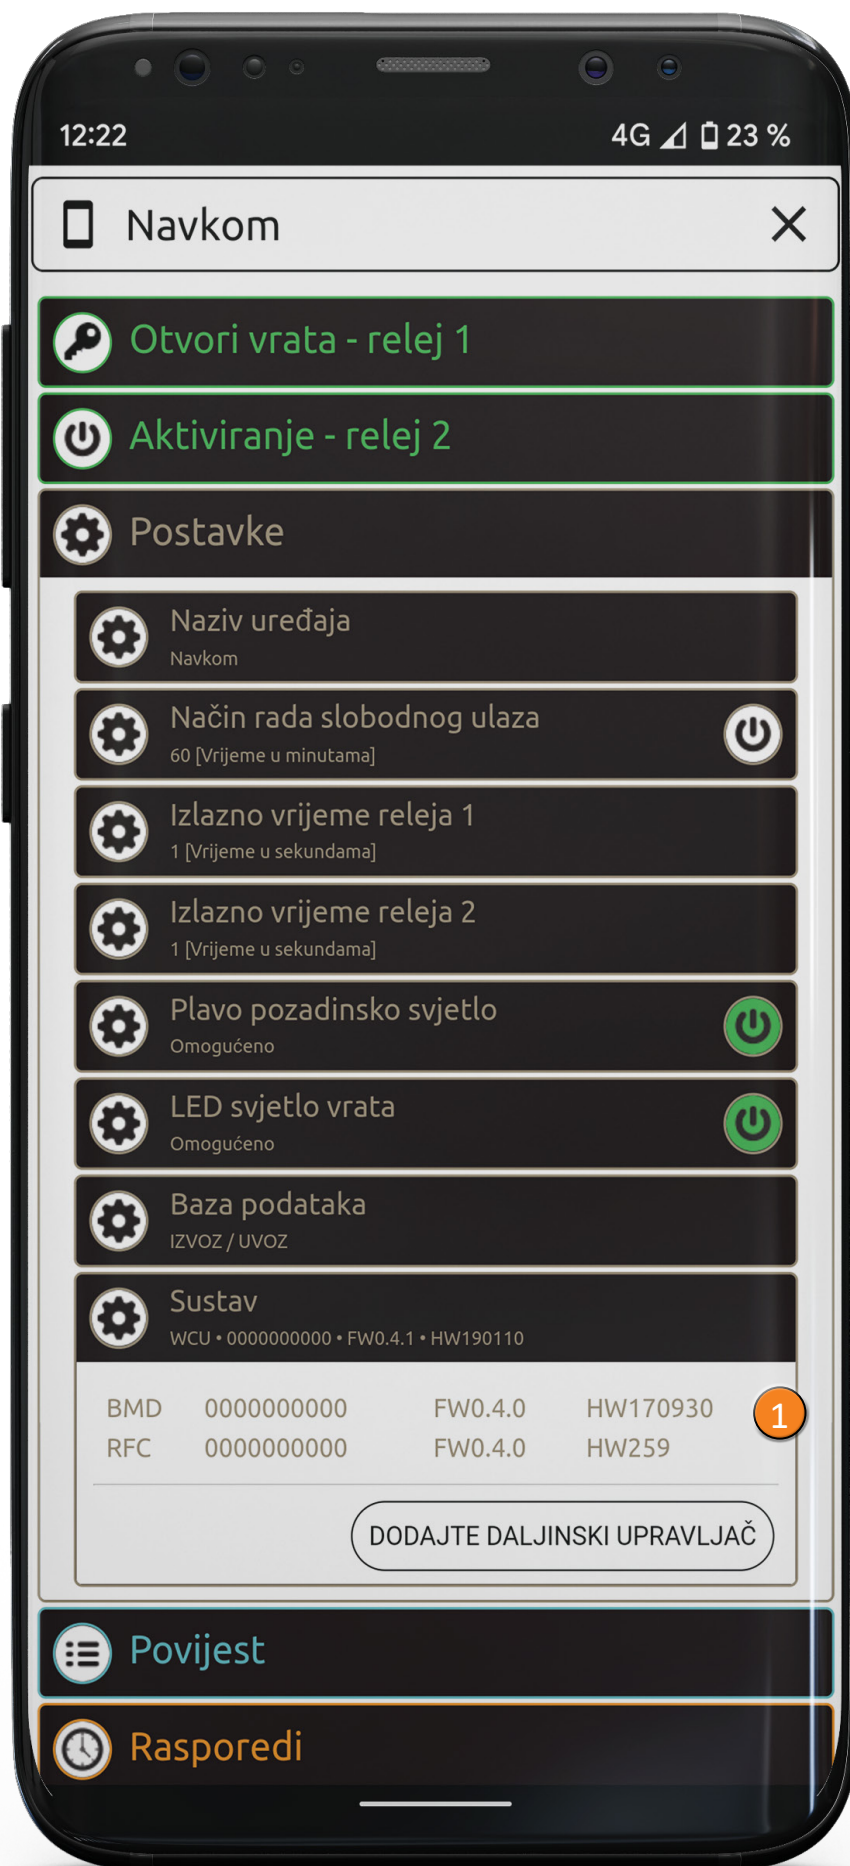 12:22
4G 23 %
Navkom
Otvori vrata - relej 1
Aktiviranje - relej 2
Postavke
Naziv uređaja
Navkom
Način rada slobodnog ulaza
60 [Vrijeme u minutama]
Izlazno vrijeme releja 1
1 [Vrijeme u sekundama]
Izlazno vrijeme releja 2
1 [Vrijeme u sekundama]
Plavo pozadinsko svjetlo
Omogućeno
LED svjetlo vrata
Omogućeno
Baza podataka
IZVOZ / UVOZ
Sustav
WCU • 0000000000 • FW0.4.1 • HW190110
BMD 0000000000 FW0.4.0 HW170930
1
RFC 0000000000 FW0.4.0 HW259
DODAJTE DALJINSKI UPRAVLJAČ
Povijest
Rasporedi